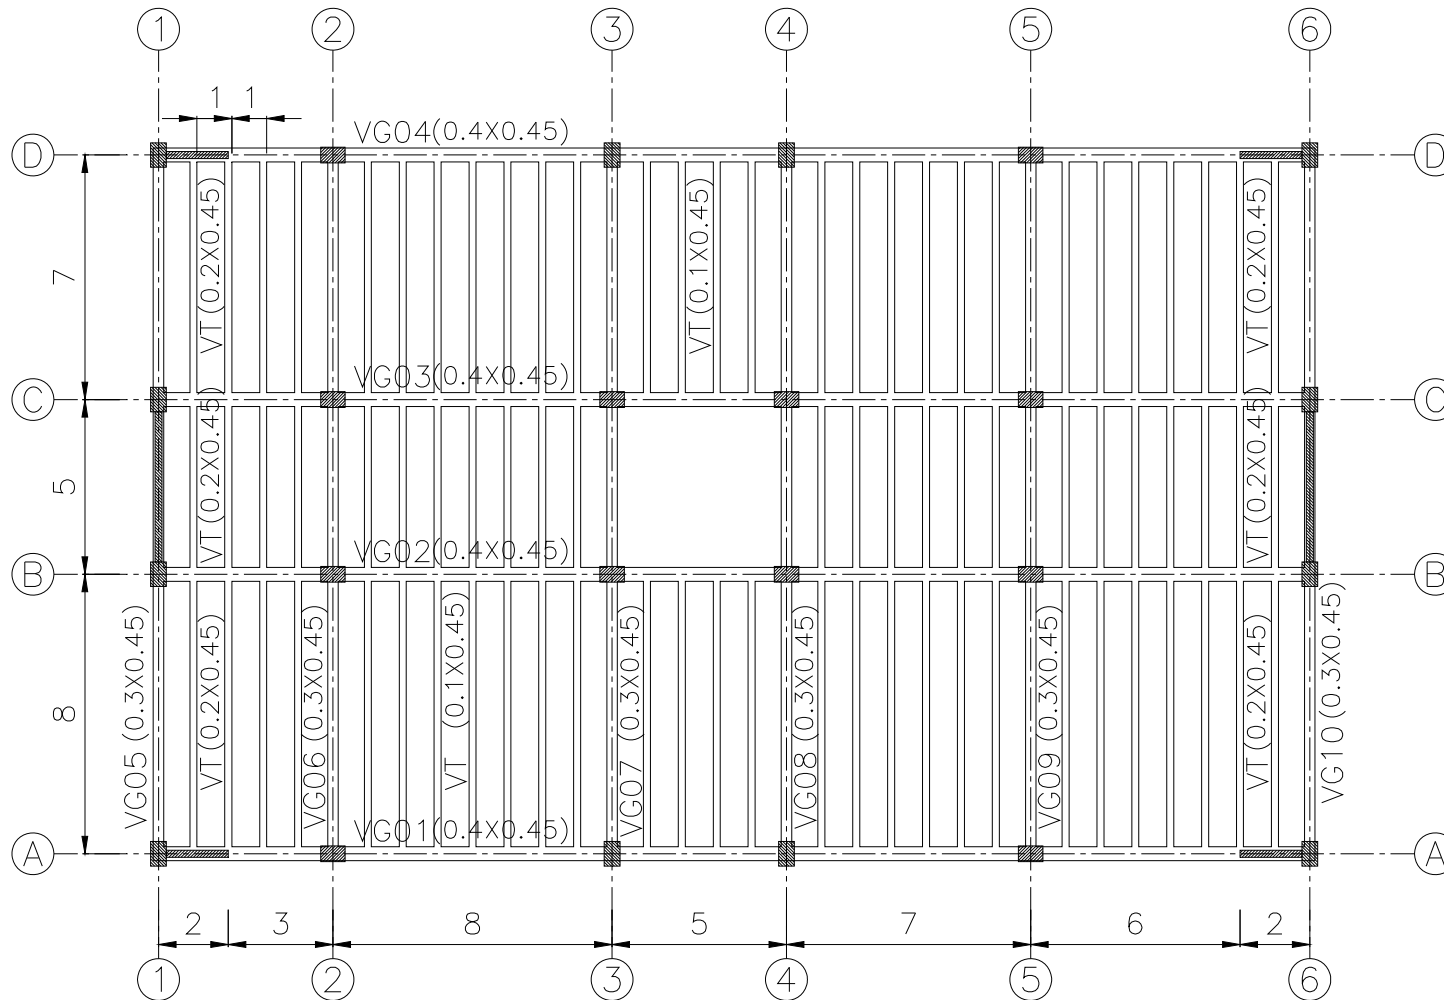 1 2 3 4 5 6
1 1
VG04(0.4X0.45)
D D
VT(0.2X0.45)
VT(0.1X0.45)
VT(0.2X0.45)
7
VG03(0.4X0.45)
C C
VT(0.2X0.45)
VT(0.2X0.45)
5
VG02(0.4X0.45)
B B
VG05(0.3X0.45)
VT(0.2X0.45)
VG06(0.3X0.45)
VT (0.1X0.45)
VG07 (0.3X0.45)
VG08(0.3X0.45)
VG09(0.3X0.45)
VT(0.2X0.45)
VG10(0.3X0.45)
8
VG01(0.4X0.45)
A A
2 3 8 5 7 6 2
1 2 3 4 5 6